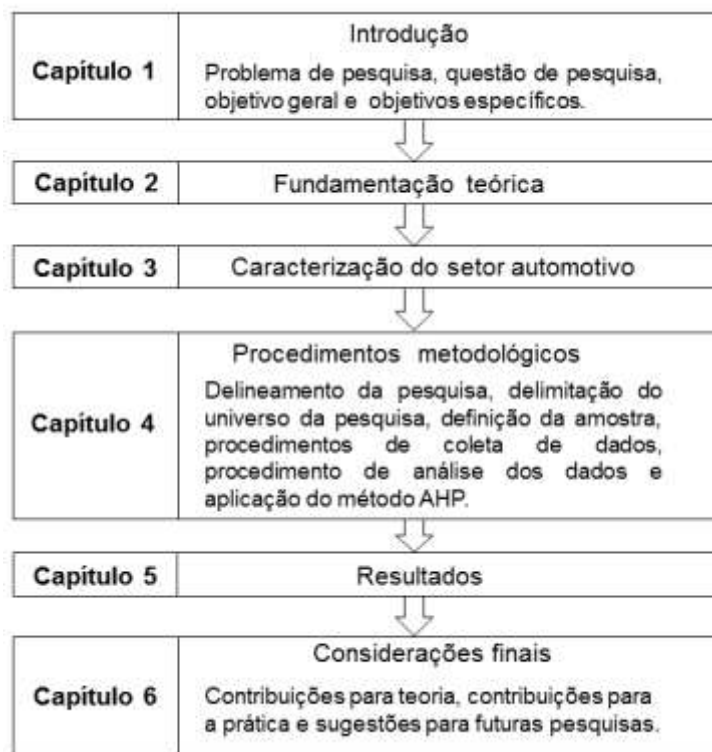 Capítulo 1
Introdução
Problema de pesquisa, questão de pesquisa,
objetivo geral e objetivos específicos.
Capítulo 2
Fundamentação teórica
Capítulo 3
Caracterização do setor automotivo
Capítulo 4
Procedimentos metodológicos
Delineamento da pesquisa, delimitação do
universo da pesquisa, definição da amostra,
procedimentos de coleta de dados,
procedimento de análise dos dados e
aplicação do método AHP.
Capítulo 5
Resultados
Capítulo 6
Considerações finais
Contribuições para teoria, contribuições para
a prática e sugestões para futuras pesquisas.